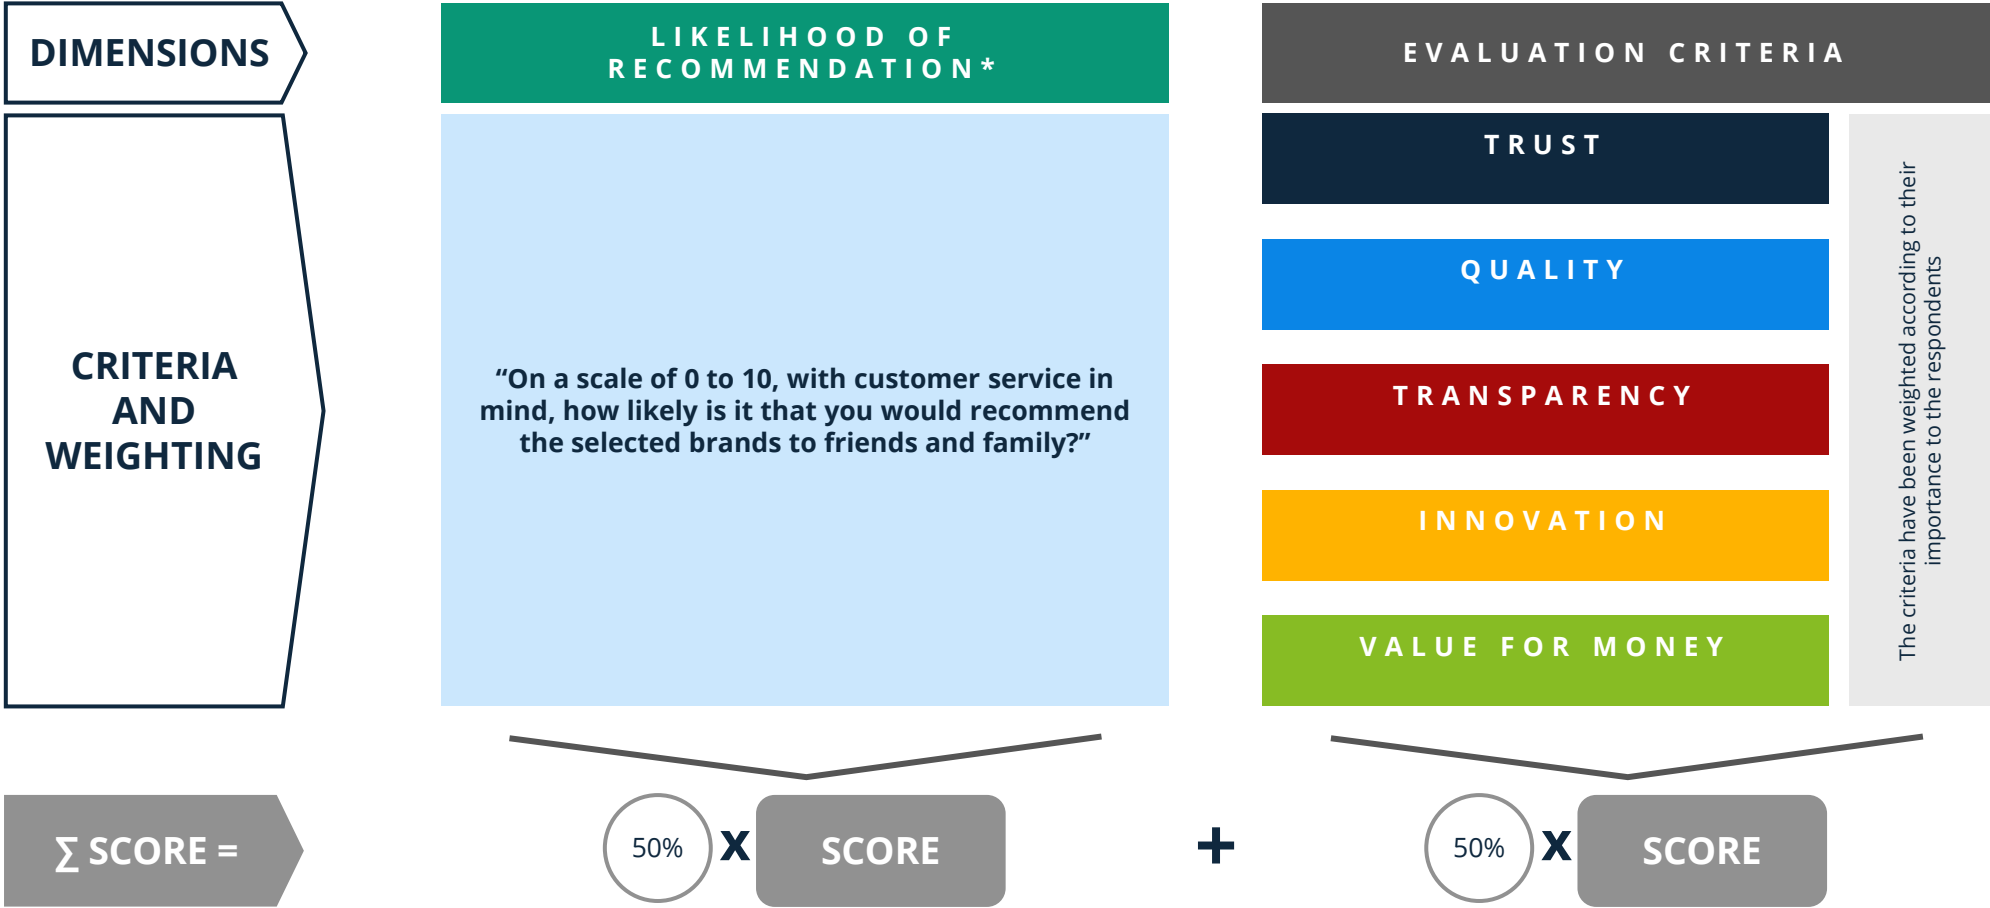 DIMENSIONS
LIKELIHOOD OF
RECOMMENDATION*
EVALUATION CRITERIA
CRITERIA
AND
WEIGHTING
“On a scale of 0 to 10, with customer service in
mind, how likely is it that you would recommend
the selected brands to friends and family?”
TRUST
QUALITY
TRANSPARENCY
INNOVATION
VALUE FOR MONEY
The criteria have been weighted according to their
importance to the respondents
∑ SCORE =
50% x SCORE
+
50% x SCORE